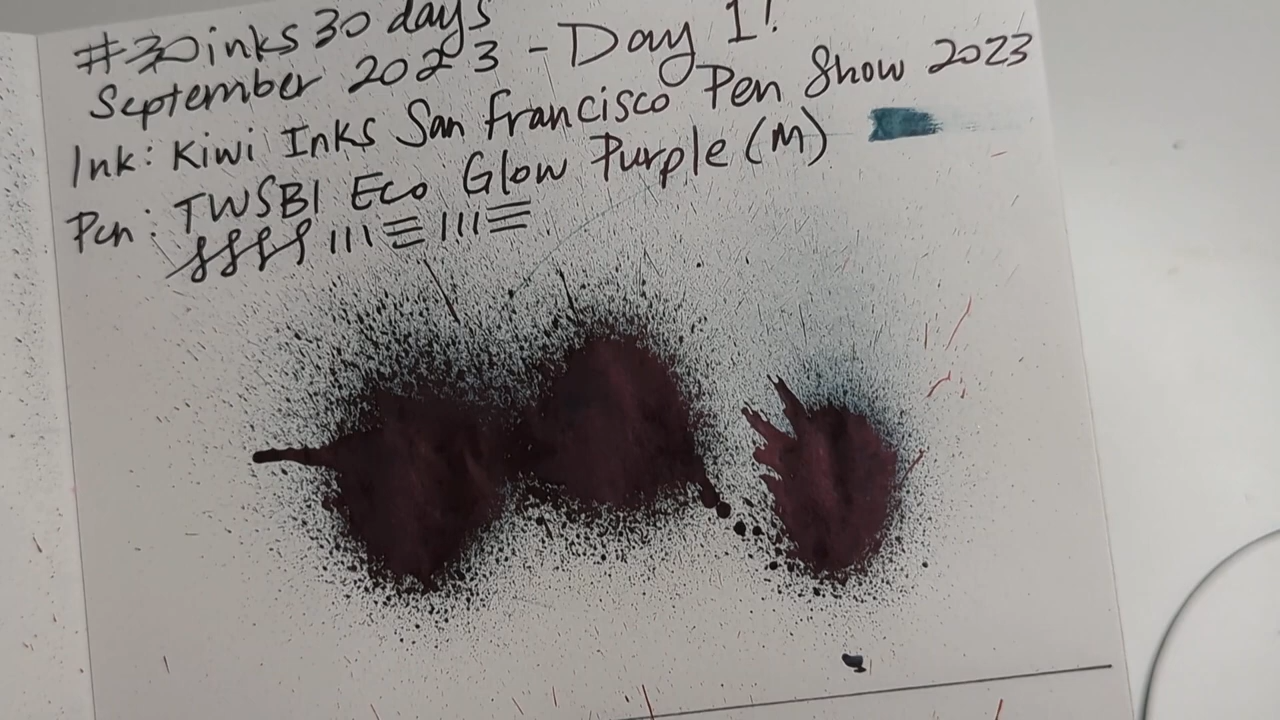 #30inks30days
September 2023 - Day 1!
Ink: Kiwi Inks San Francisco Pen Show 2023
Pen: TWSBI Eco Glow Purple (M)